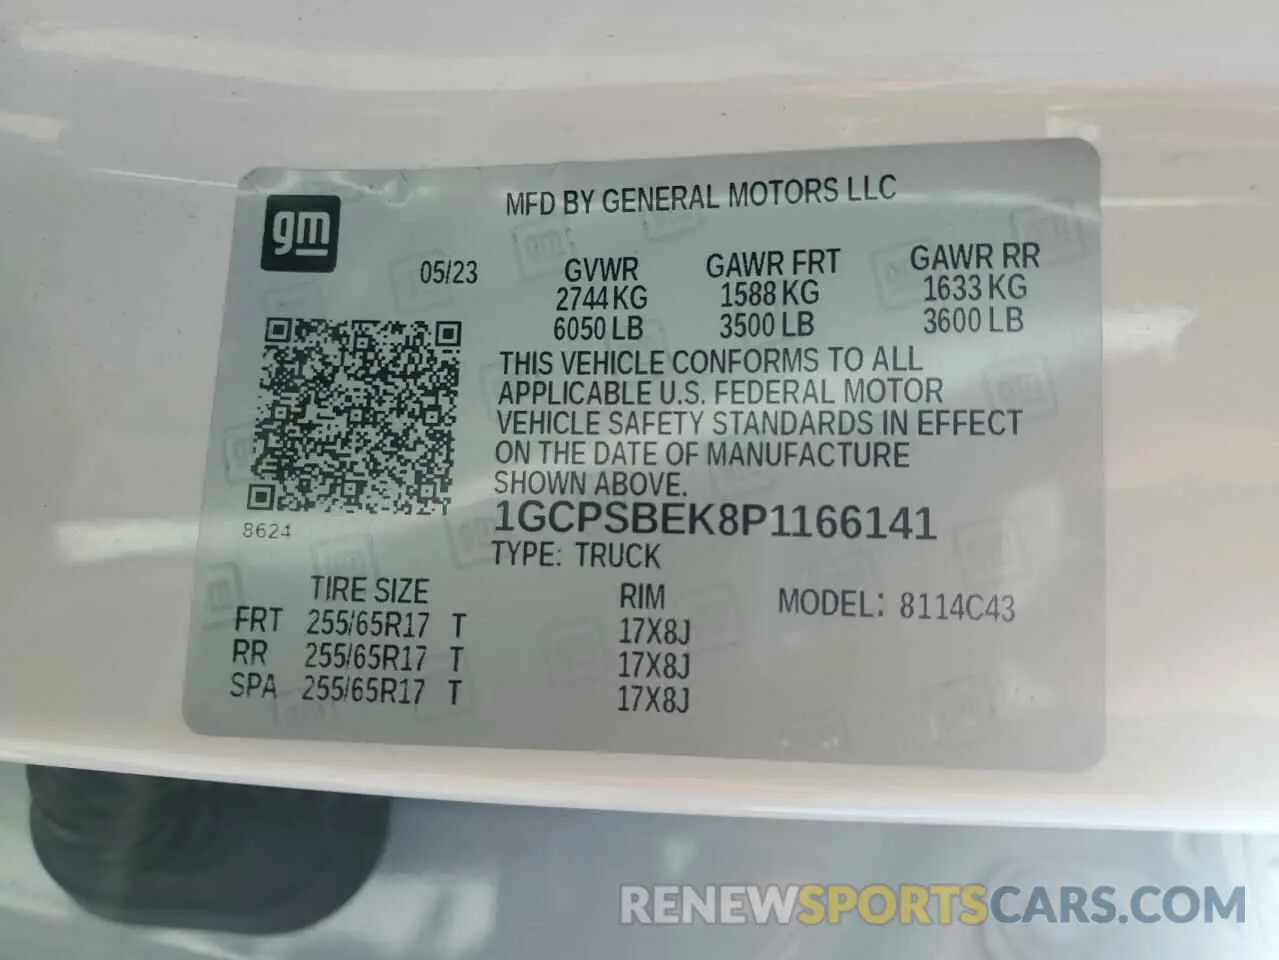 MFD BY GENERAL MOTORS LLC
gm
05/23
GVWR GAWR FRT GAWR RR
2744 KG 1588 KG 1633 KG
6050 LB 3500 LB 3600 LB
THIS VEHICLE CONFORMS TO ALL
APPLICABLE U.S. FEDERAL MOTOR
VEHICLE SAFETY STANDARDS IN EFFECT
ON THE DATE OF MANUFACTURE
SHOWN ABOVE.
8624
1GCPSBEK8P1166141
TYPE: TRUCK
TIRE SIZE RIM MODEL: 8114C43
FRT 255/65R17 T 17X8J
RR 255/65R17 T 17X8J
SPA 255/65R17 T 17X8J
RENEWSPORTSCARS.COM